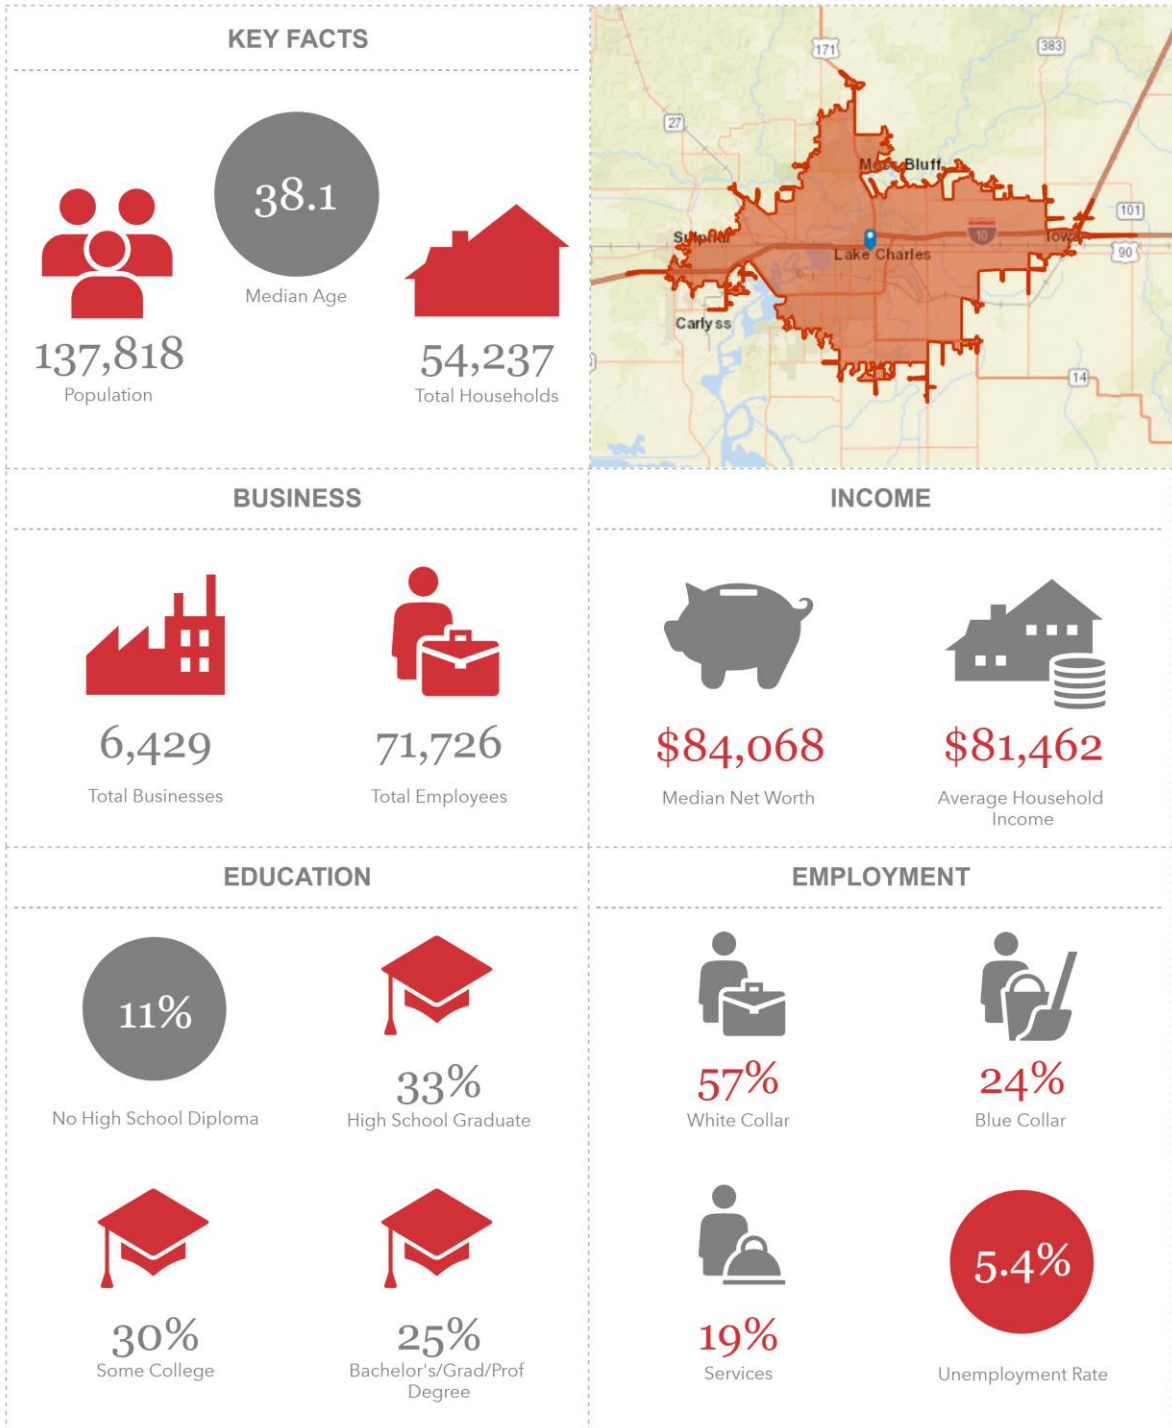 KEY FACTS
38.1
Median Age
137,818
Population
54,237
Total Households
171
383
27
Moss Bluff
101
Sulphur
10
Iowa
90
Lake Charles
Carlyss
14
BUSINESS
6,429
Total Businesses
71,726
Total Employees
INCOME
$84,068
Median Net Worth
$81,462
Average Household
Income
EDUCATION
11%
No High School Diploma
33%
High School Graduate
30%
Some College
25%
Bachelor's/Grad/Prof
Degree
EMPLOYMENT
57%
White Collar
24%
Blue Collar
19%
Services
5.4%
Unemployment Rate